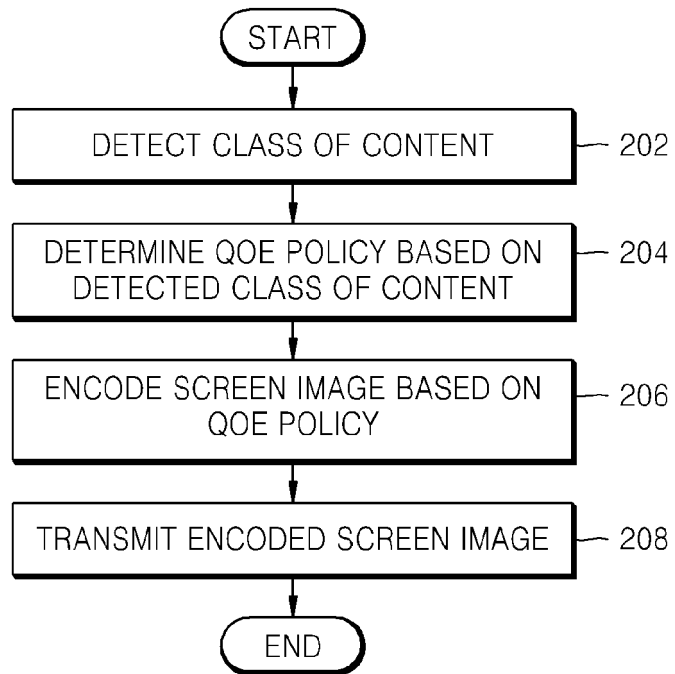 START
DETECT CLASS OF CONTENT
202
DETERMINE QOE POLICY BASED ON
DETECTED CLASS OF CONTENT
204
ENCODE SCREEN IMAGE BASED ON
QOE POLICY
206
TRANSMIT ENCODED SCREEN IMAGE
208
END